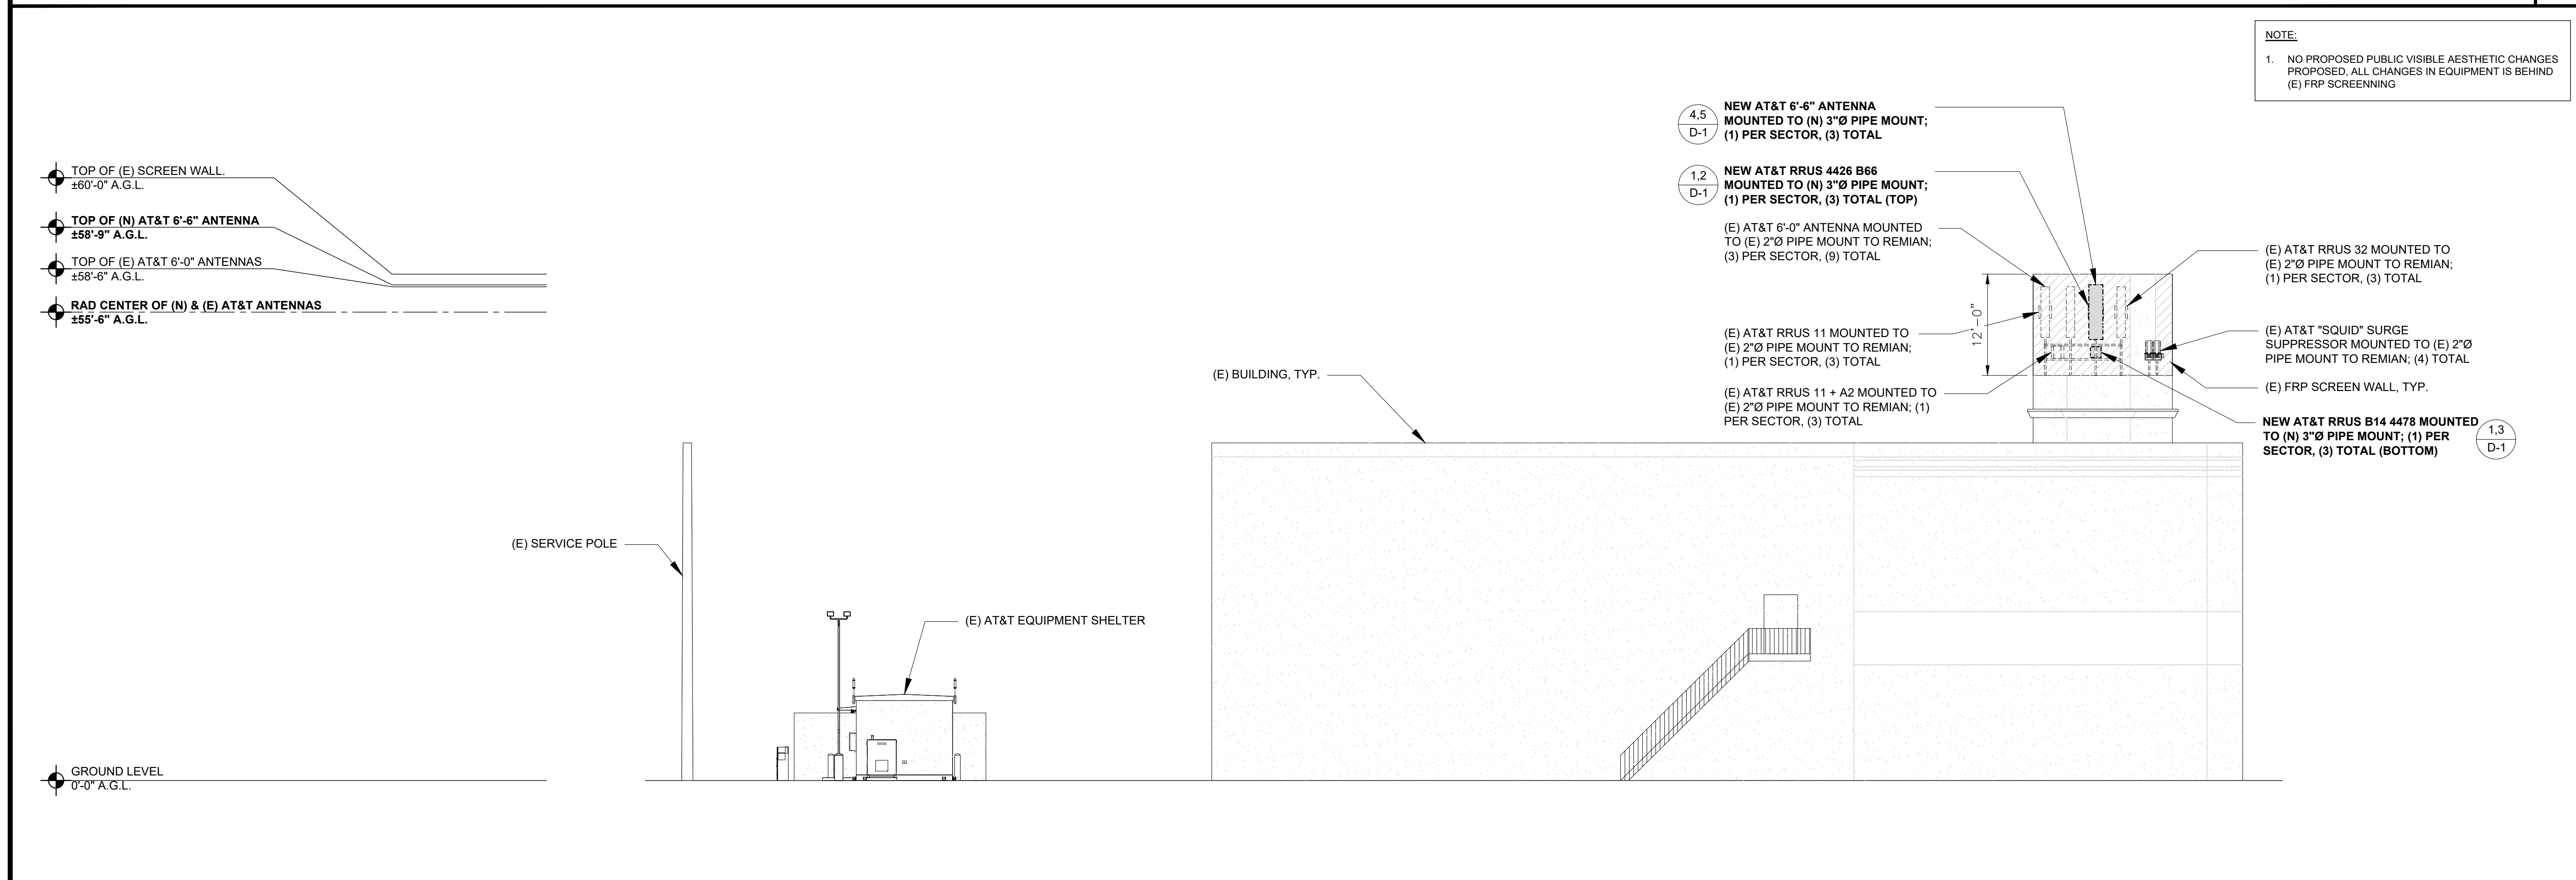 NOTE:
1. NO PROPOSED PUBLIC VISIBLE AESTHETIC CHANGES
PROPOSED, ALL CHANGES IN EQUIPMENT IS BEHIND
(E) FRP SCREENNING
TOP OF (E) SCREEN WALL.
±60'-0" A.G.L.
TOP OF (N) AT&T 6'-6" ANTENNA
±58'-9" A.G.L.
TOP OF (E) AT&T 6'-0" ANTENNAS
±58'-6" A.G.L.
RAD CENTER OF (N) & (E) AT&T ANTENNAS
±55'-6" A.G.L.
GROUND LEVEL
0'-0" A.G.L.
(E) SERVICE POLE
(E) AT&T EQUIPMENT SHELTER
(E) BUILDING, TYP.
4,5
D-1
NEW AT&T 6'-6" ANTENNA
MOUNTED TO (N) 3"Ø PIPE MOUNT;
(1) PER SECTOR, (3) TOTAL
1,2
D-1
NEW AT&T RRUS 4426 B66
MOUNTED TO (N) 3"Ø PIPE MOUNT;
(1) PER SECTOR, (3) TOTAL (TOP)
(E) AT&T 6'-0" ANTENNA MOUNTED
TO (E) 2"Ø PIPE MOUNT TO REMIAN;
(3) PER SECTOR, (9) TOTAL
(E) AT&T RRUS 11 MOUNTED TO
(E) 2"Ø PIPE MOUNT TO REMIAN;
(1) PER SECTOR, (3) TOTAL
(E) AT&T RRUS 11 + A2 MOUNTED TO
(E) 2"Ø PIPE MOUNT TO REMIAN; (1)
PER SECTOR, (3) TOTAL
12'-0"
(E) AT&T RRUS 32 MOUNTED TO
(E) 2"Ø PIPE MOUNT TO REMIAN;
(1) PER SECTOR, (3) TOTAL
(E) AT&T "SQUID" SURGE
SUPPRESSOR MOUNTED TO (E) 2"Ø
PIPE MOUNT TO REMIAN; (4) TOTAL
(E) FRP SCREEN WALL, TYP.
NEW AT&T RRUS B14 4478 MOUNTED
TO (N) 3"Ø PIPE MOUNT; (1) PER
SECTOR, (3) TOTAL (BOTTOM)
1,3
D-1